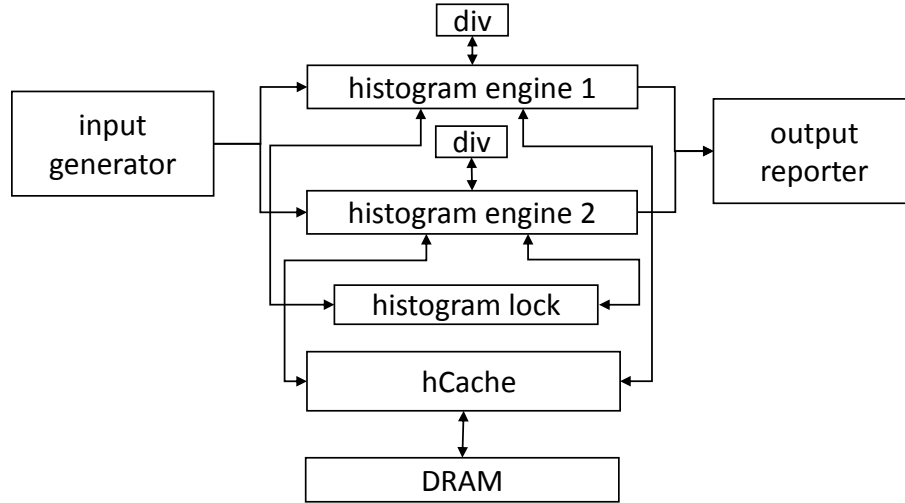 div
histogram engine 1
input
generator
output
reporter
div
histogram engine 2
histogram lock
hCache
DRAM